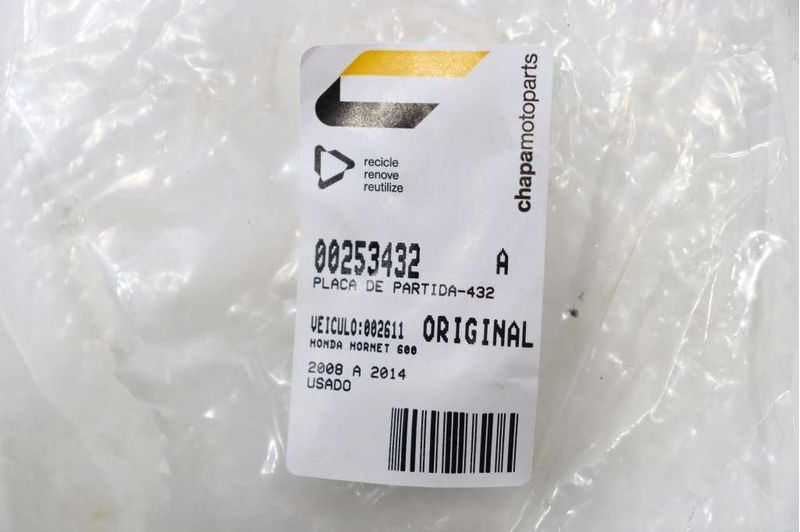 chapamotoparts
recicle
renove
reutilize
00253432 A
PLACA DE PARTIDA-432
VEICULO:002611 ORIGINAL
HONDA HORNET 600
2008 A 2014
USADO